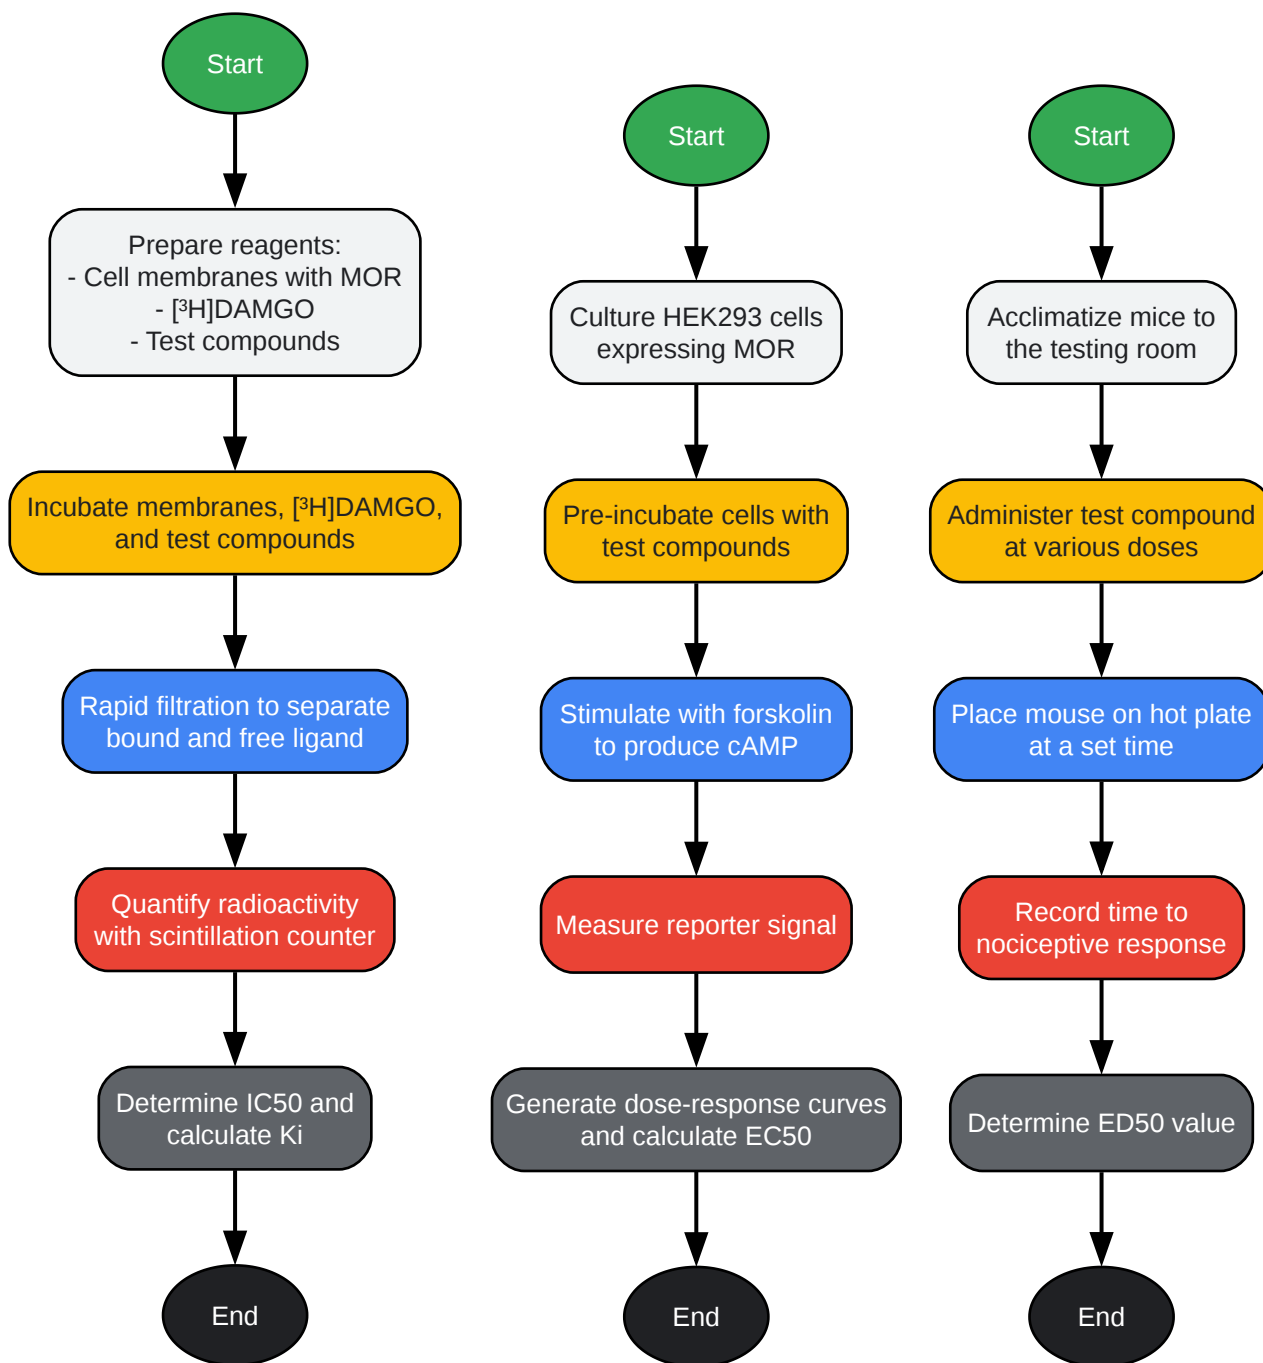 Start
Prepare reagents:
- Cell membranes with MOR
- [³H]DAMGO
- Test compounds
Incubate membranes, [³H]DAMGO,
and test compounds
Rapid filtration to separate
bound and free ligand
Quantify radioactivity
with scintillation counter
Determine IC50 and
calculate Ki
End
Start
Culture HEK293 cells
expressing MOR
Pre-incubate cells with
test compounds
Stimulate with forskolin
to produce cAMP
Measure reporter signal
Generate dose-response curves
and calculate EC50
End
Start
Acclimatize mice to
the testing room
Administer test compound
at various doses
Place mouse on hot plate
at a set time
Record time to
nociceptive response
Determine ED50 value
End